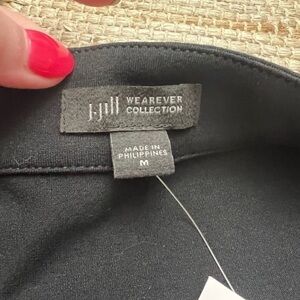 J.Jill WEAREVER
COLLECTION
MADE IN
PHILIPPINES
M